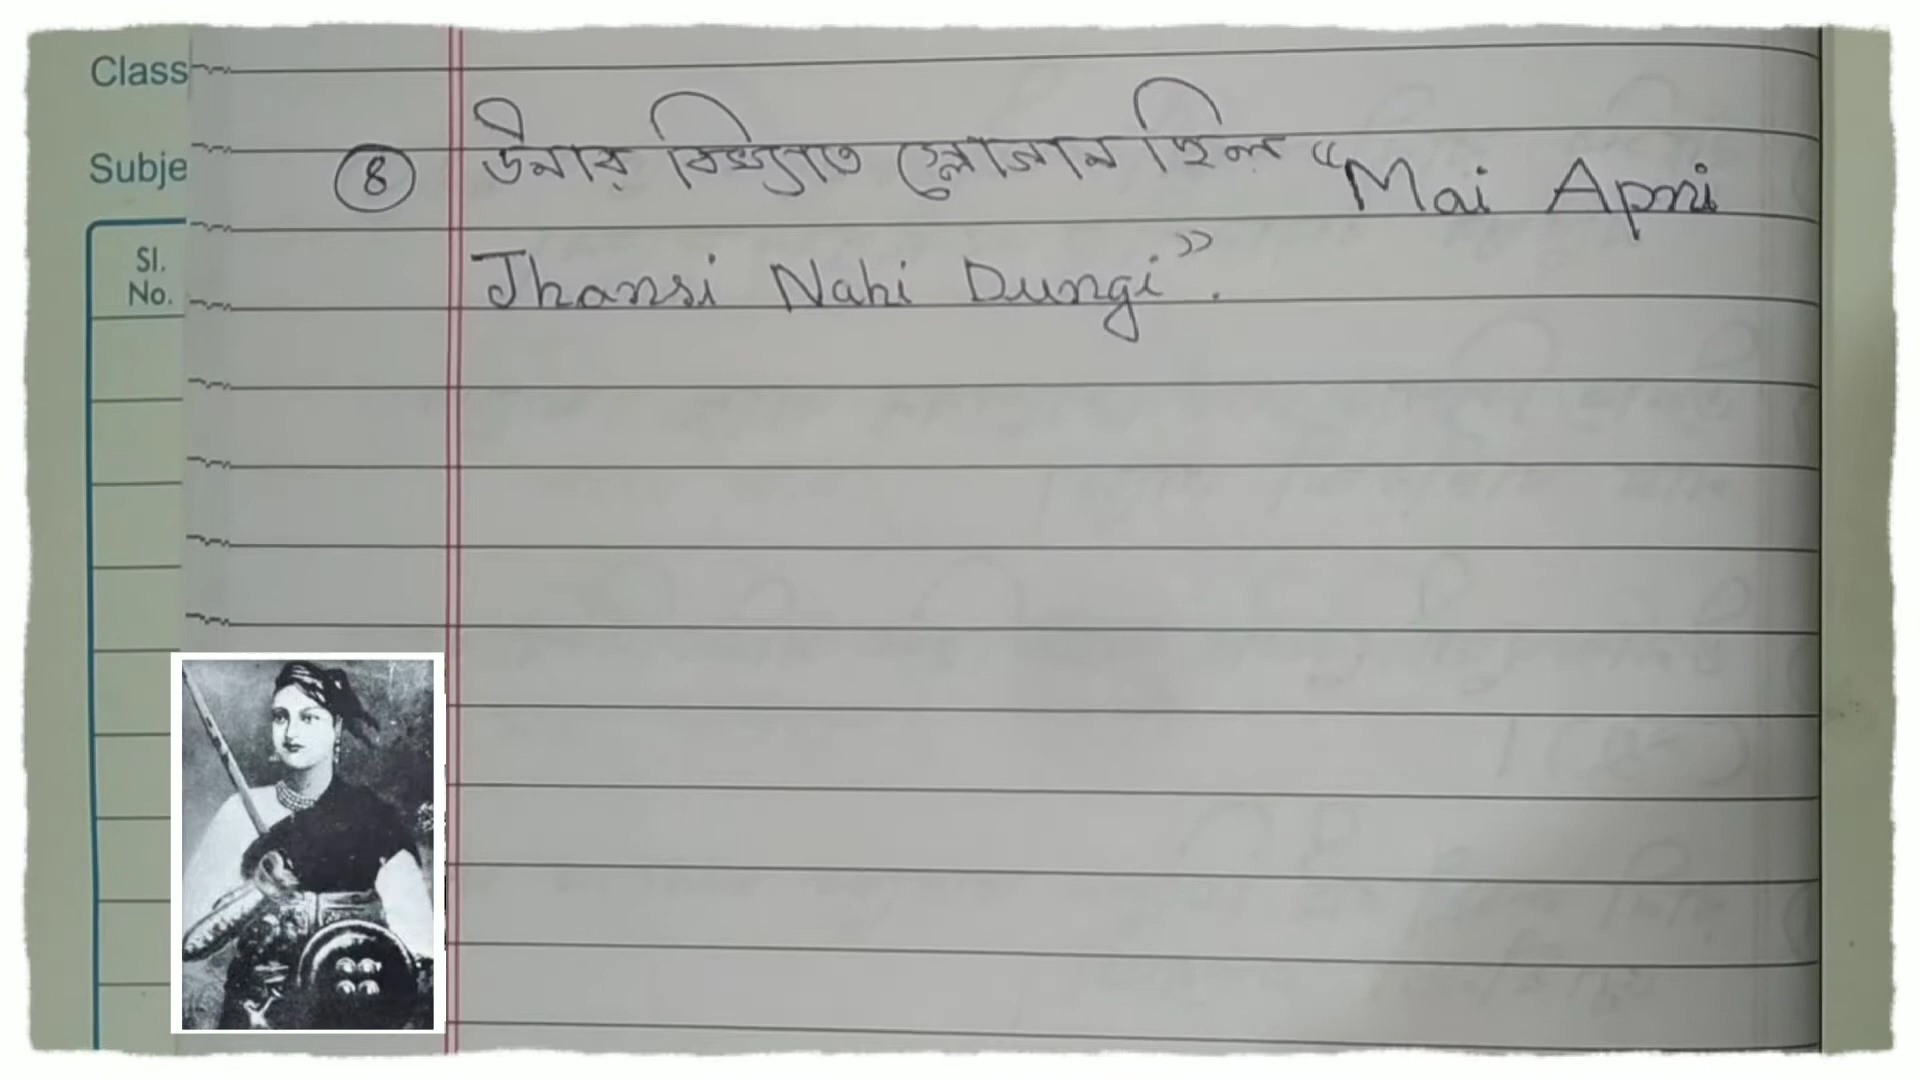 Class
Subje
Sl.
No.
8 উনার বিখ্যাত স্লোগান ছিল “Mai Apni
Jhansi Nahi Dungi”.